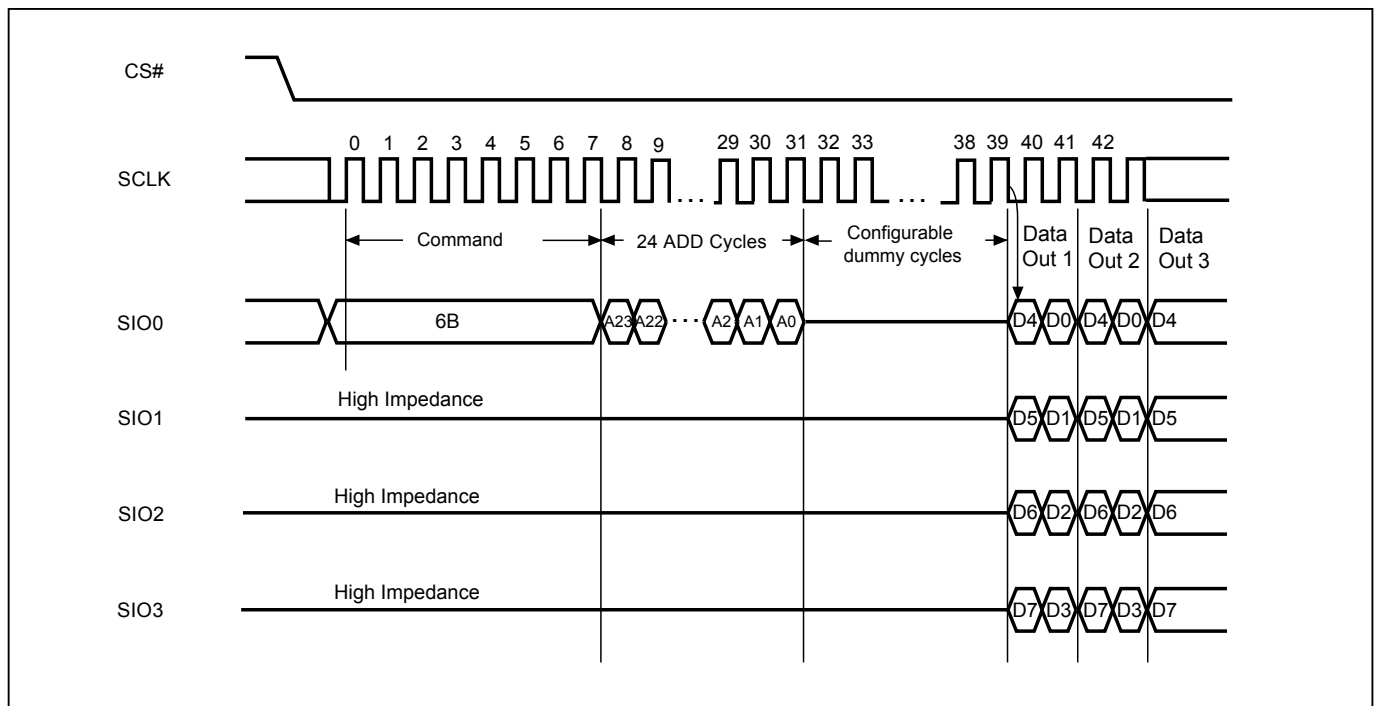 CS#
0 1 2 3 4 5 6 7 8 9 29 30 31 32 33 38 39 40 41 42
SCLK
. . . . . .
Command 24 ADD Cycles Configurable dummy cycles Data Out 1 Data Out 2 Data Out 3
SIO0 6B A23 A22 · · · A2 A1 A0 D4 D0 D4 D0 D4
High Impedance
SIO1 D5 D1 D5 D1 D5
High Impedance
SIO2 D6 D2 D6 D2 D6
High Impedance
SIO3 D7 D3 D7 D3 D7